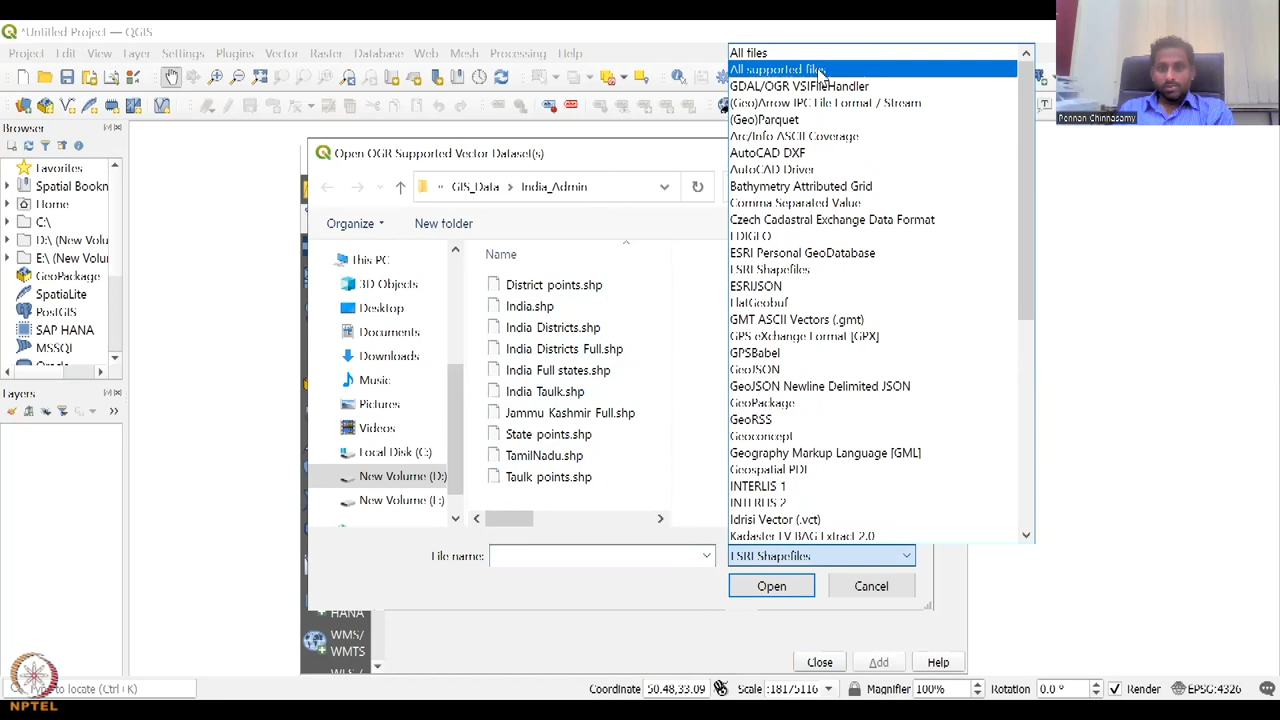 *Untitled Project — QGIS
Project Edit View Layer Settings Plugins Vector Raster Database Web Mesh Processing Help
Pennan Chinnasamy
Browser
Favorites
Spatial Bookn
Home
C:\
D:\ (New Volu
E:\ (New Volu
GeoPackage
SpatiaLite
PostGIS
SAP HANA
MSSQL
Layers
Open OGR Supported Vector Dataset(s)
GIS_Data India_Admin
Organize New folder
This PC
3D Objects
Desktop
Documents
Downloads
Music
Pictures
Videos
Local Disk (C:)
New Volume (D:)
New Volume (E:)
Name
District points.shp
India.shp
India Districts.shp
India Districts Full.shp
India Full states.shp
India Taulk.shp
Jammu Kashmir Full.shp
State points.shp
TamilNadu.shp
Taulk points.shp
All files
All supported files
GDAL/OGR VSIFileHandler
(Geo)Arrow IPC File Format / Stream
(Geo)Parquet
Arc/Info ASCII Coverage
AutoCAD DXF
AutoCAD Driver
Bathymetry Attributed Grid
Comma Separated Value
Czech Cadastral Exchange Data Format
EDIGEO
ESRI Personal GeoDatabase
ESRI Shapefiles
ESRIJSON
FlatGeobuf
GMT ASCII Vectors (.gmt)
GPS eXchange Format [GPX]
GPSBabel
GeoJSON
GeoJSON Newline Delimited JSON
GeoPackage
GeoRSS
Geoconcept
Geography Markup Language [GML]
Geospatial PDF
INTERLIS 1
INTERLIS 2
Idrisi Vector (.vct)
Kadaster LV BAG Extract 2.0
File name:
ESRI Shapefiles
Open Cancel
HANA
WMS/
WMTS
Close Add Help
to locate (Ctrl+K)
Coordinate 50.48,33.09 Scale :18175116 Magnifier 100% Rotation 0.0 ° Render EPSG:4326
NPTEL